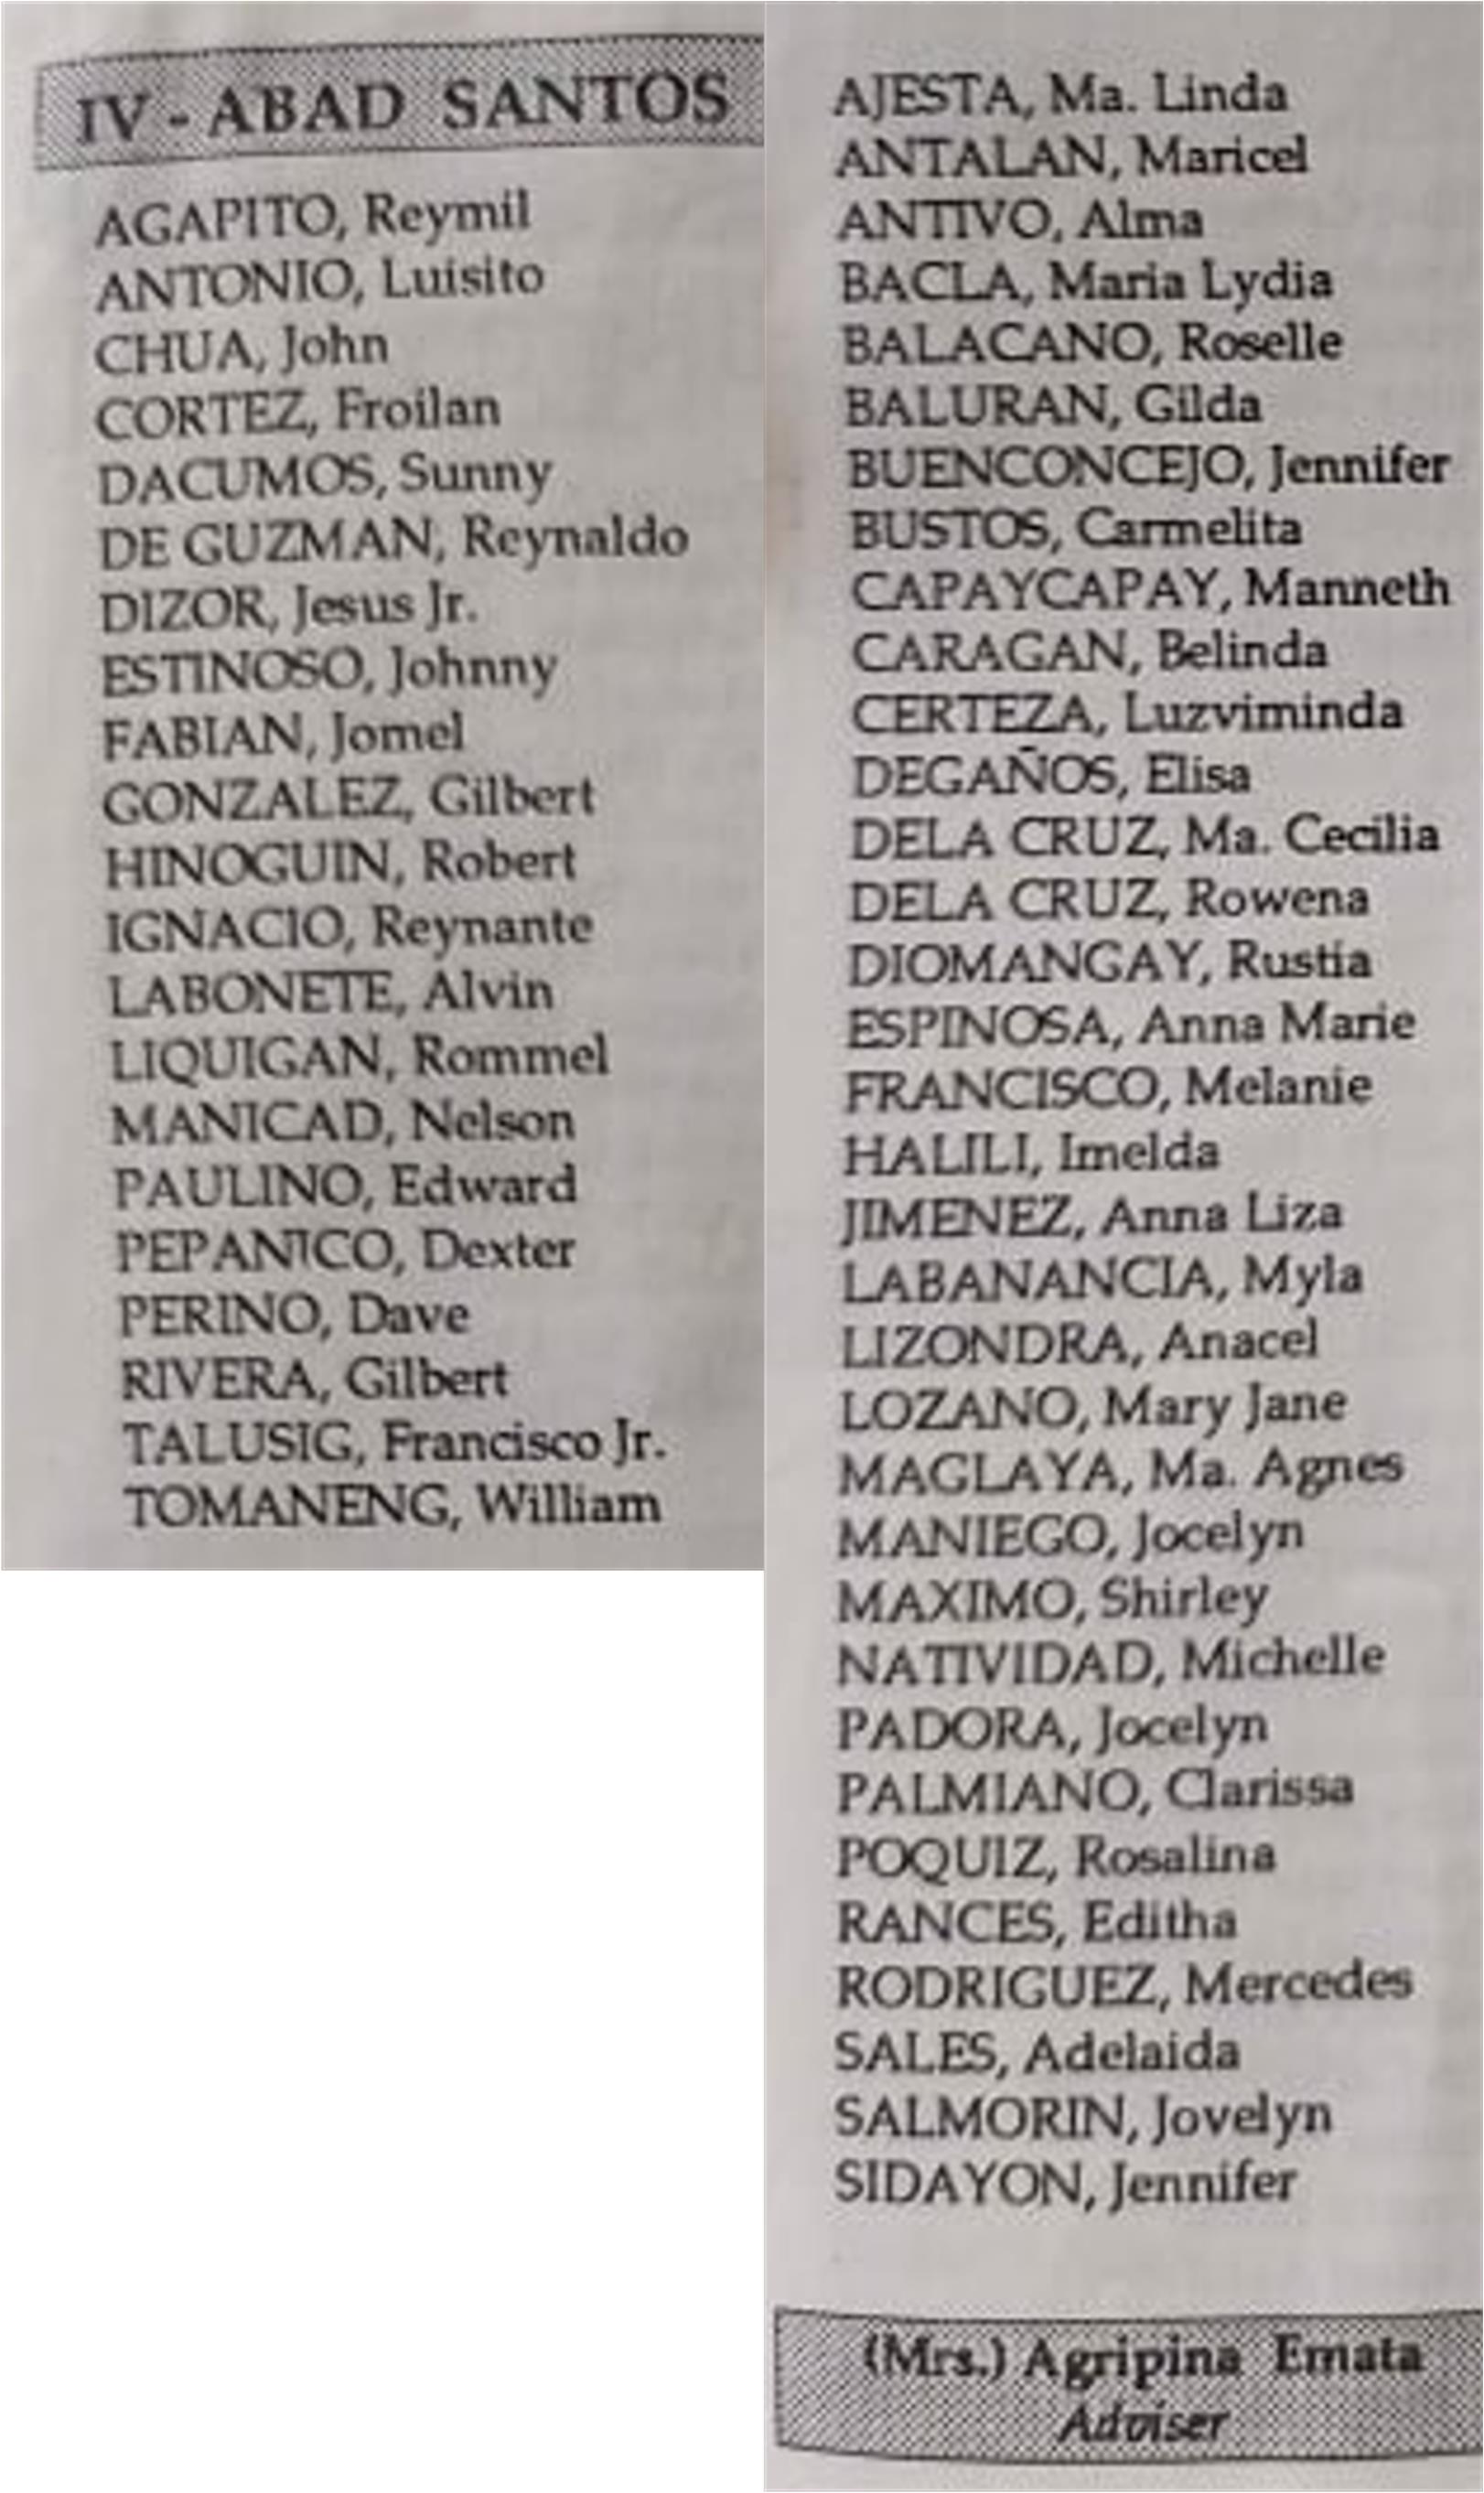 IV - ABAD SANTOS
AGAPITO, Reymil
ANTONIO, Luisito
CHUA, John
CORTEZ, Froilan
DACUMOS, Sunny
DE GUZMAN, Reynaldo
DIZOR, Jesus Jr.
ESTINOSO, Johnny
FABIAN, Jomel
GONZALEZ, Gilbert
HINOGUIN, Robert
IGNACIO, Reynante
LABONETE, Alvin
LIQUIGAN, Rommel
MANICAD, Nelson
PAULINO, Edward
PEPANICO, Dexter
PERINO, Dave
RIVERA, Gilbert
TALUSIG, Francisco Jr.
TOMANENG, William
AJESTA, Ma. Linda
ANTALAN, Maricel
ANTIVO, Alma
BACLA, Maria Lydia
BALACANO, Roselle
BALURAN, Gilda
BUENCONCEJO, Jennifer
BUSTOS, Carmelita
CAPAYCAPAY, Manneth
CARAGAN, Belinda
CERTEZA, Luzviminda
DEGAÑOS, Elisa
DELA CRUZ, Ma. Cecilia
DELA CRUZ, Rowena
DIOMANGAY, Rustia
ESPINOSA, Anna Marie
FRANCISCO, Melanie
HALILI, Imelda
JIMENEZ, Anna Liza
LABANANCIA, Myla
LIZONDRA, Anacel
LOZANO, Mary Jane
MAGLAYA, Ma. Agnes
MANIEGO, Jocelyn
MAXIMO, Shirley
NATIVIDAD, Michelle
PADORA, Jocelyn
PALMIANO, Clarissa
POQUIZ, Rosalina
RANCES, Editha
RODRIGUEZ, Mercedes
SALES, Adelaida
SALMORIN, Jovelyn
SIDAYON, Jennifer
(Mrs.) Agripina Emata
Adviser